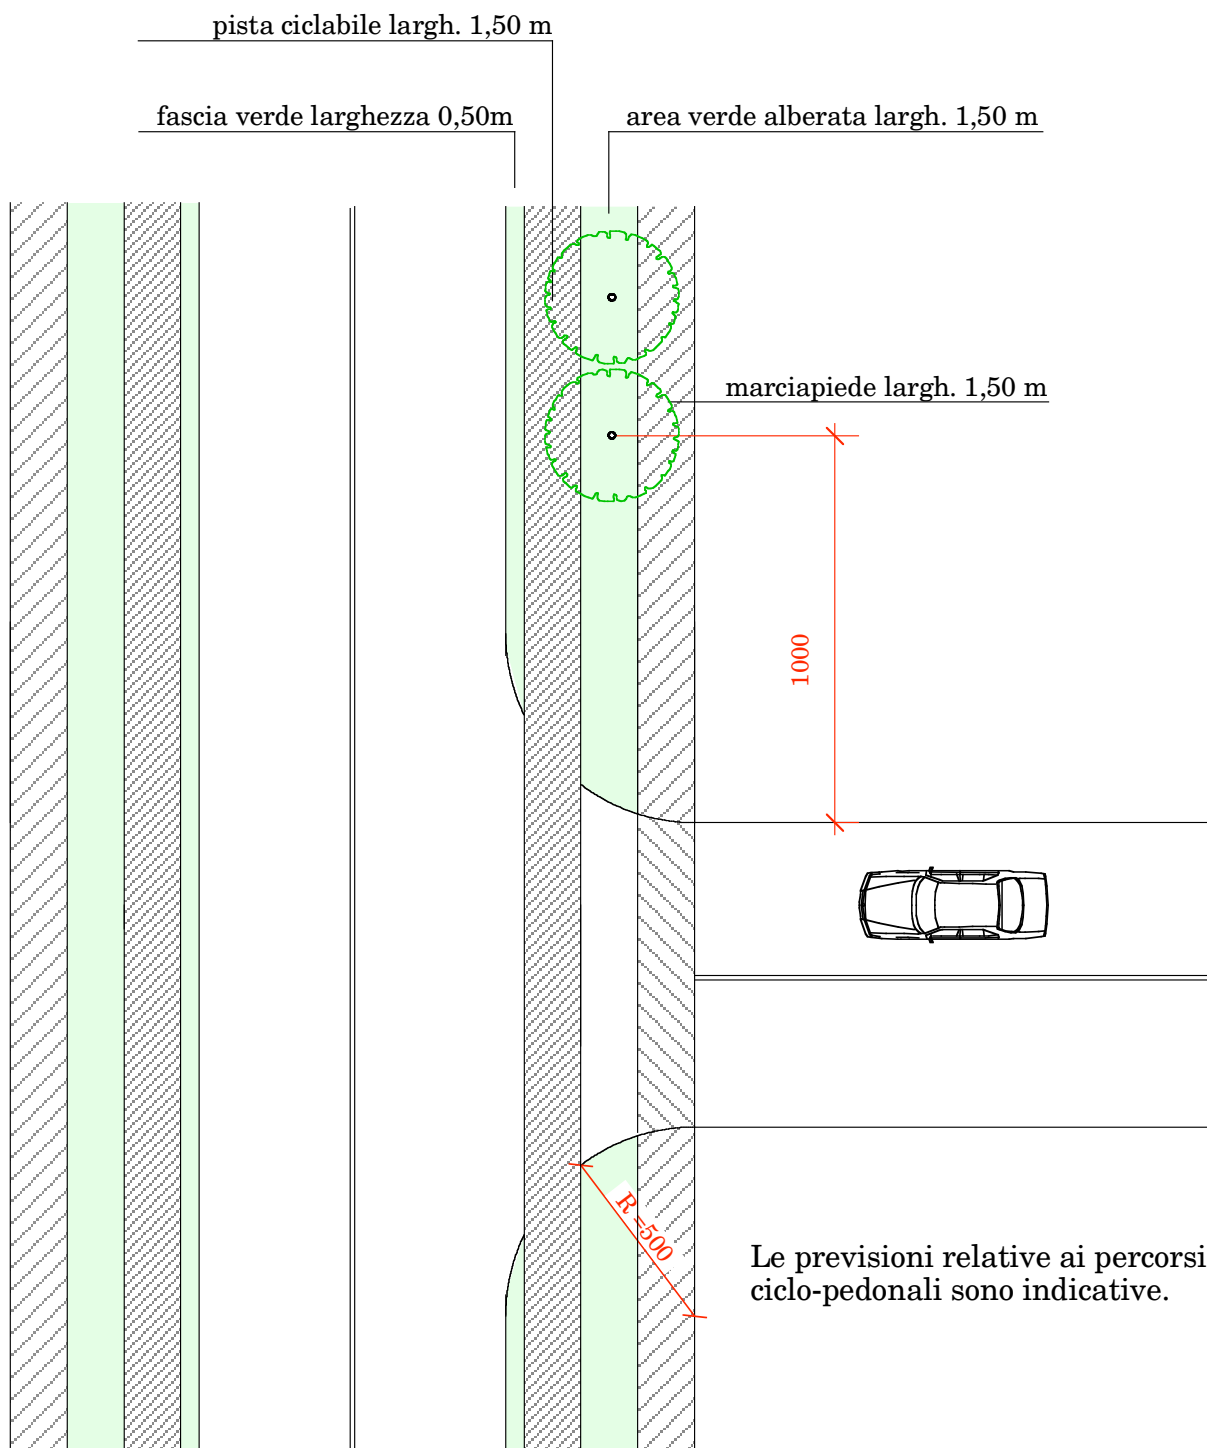 pista ciclabile largh. 1,50 m
fascia verde larghezza 0,50m
area verde alberata largh. 1,50 m
marciapiede largh. 1,50 m
1000
R =500
Le previsioni relative ai percorsi
ciclo-pedonali sono indicative.